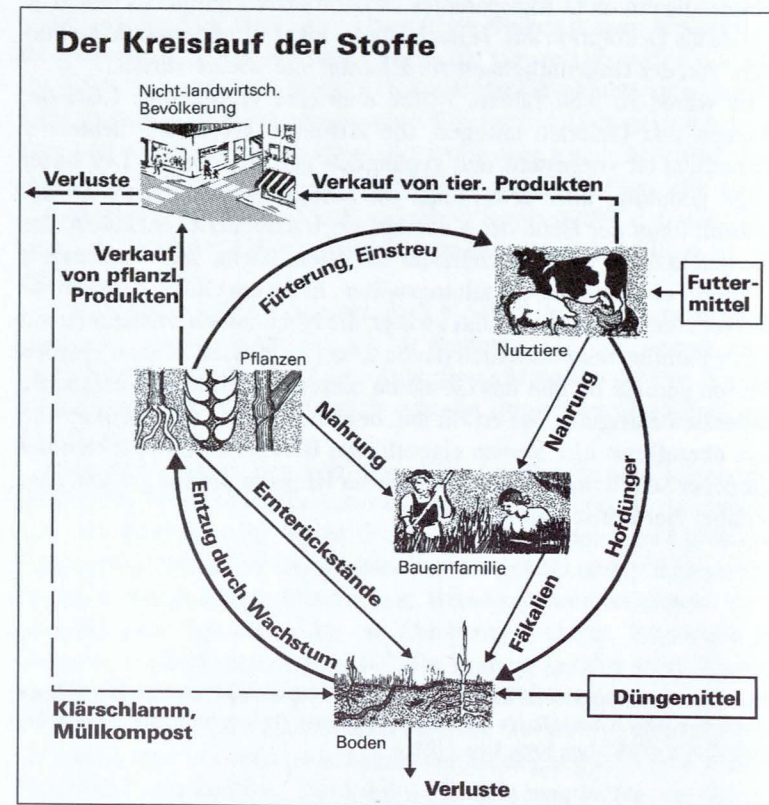 Der Kreislauf der Stoffe
Nicht-landwirtsch.
Bevölkerung
Verluste
Verkauf von tier. Produkten
Verkauf
von pflanzl.
Produkten
Fütterung, Einstreu
Futter-
mittel
Nutztiere
Pflanzen
Nahrung
Nahrung
Bauernfamilie
Hofdünger
Entzug durch Wachstum
Ernterückstände
Fäkalien
Klärschlamm,
Müllkompost
Düngemittel
Boden
Verluste